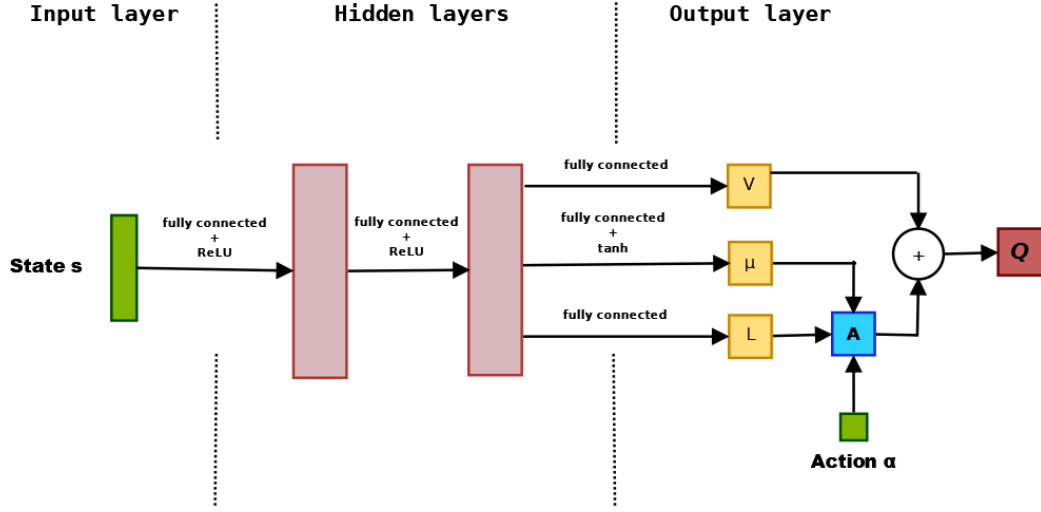 Input layer
Hidden layers
Output layer
State s
fully connected
+
ReLU
fully connected
+
ReLU
fully connected
fully connected
+
tanh
fully connected
V
μ
L
A
+
Q
Action α